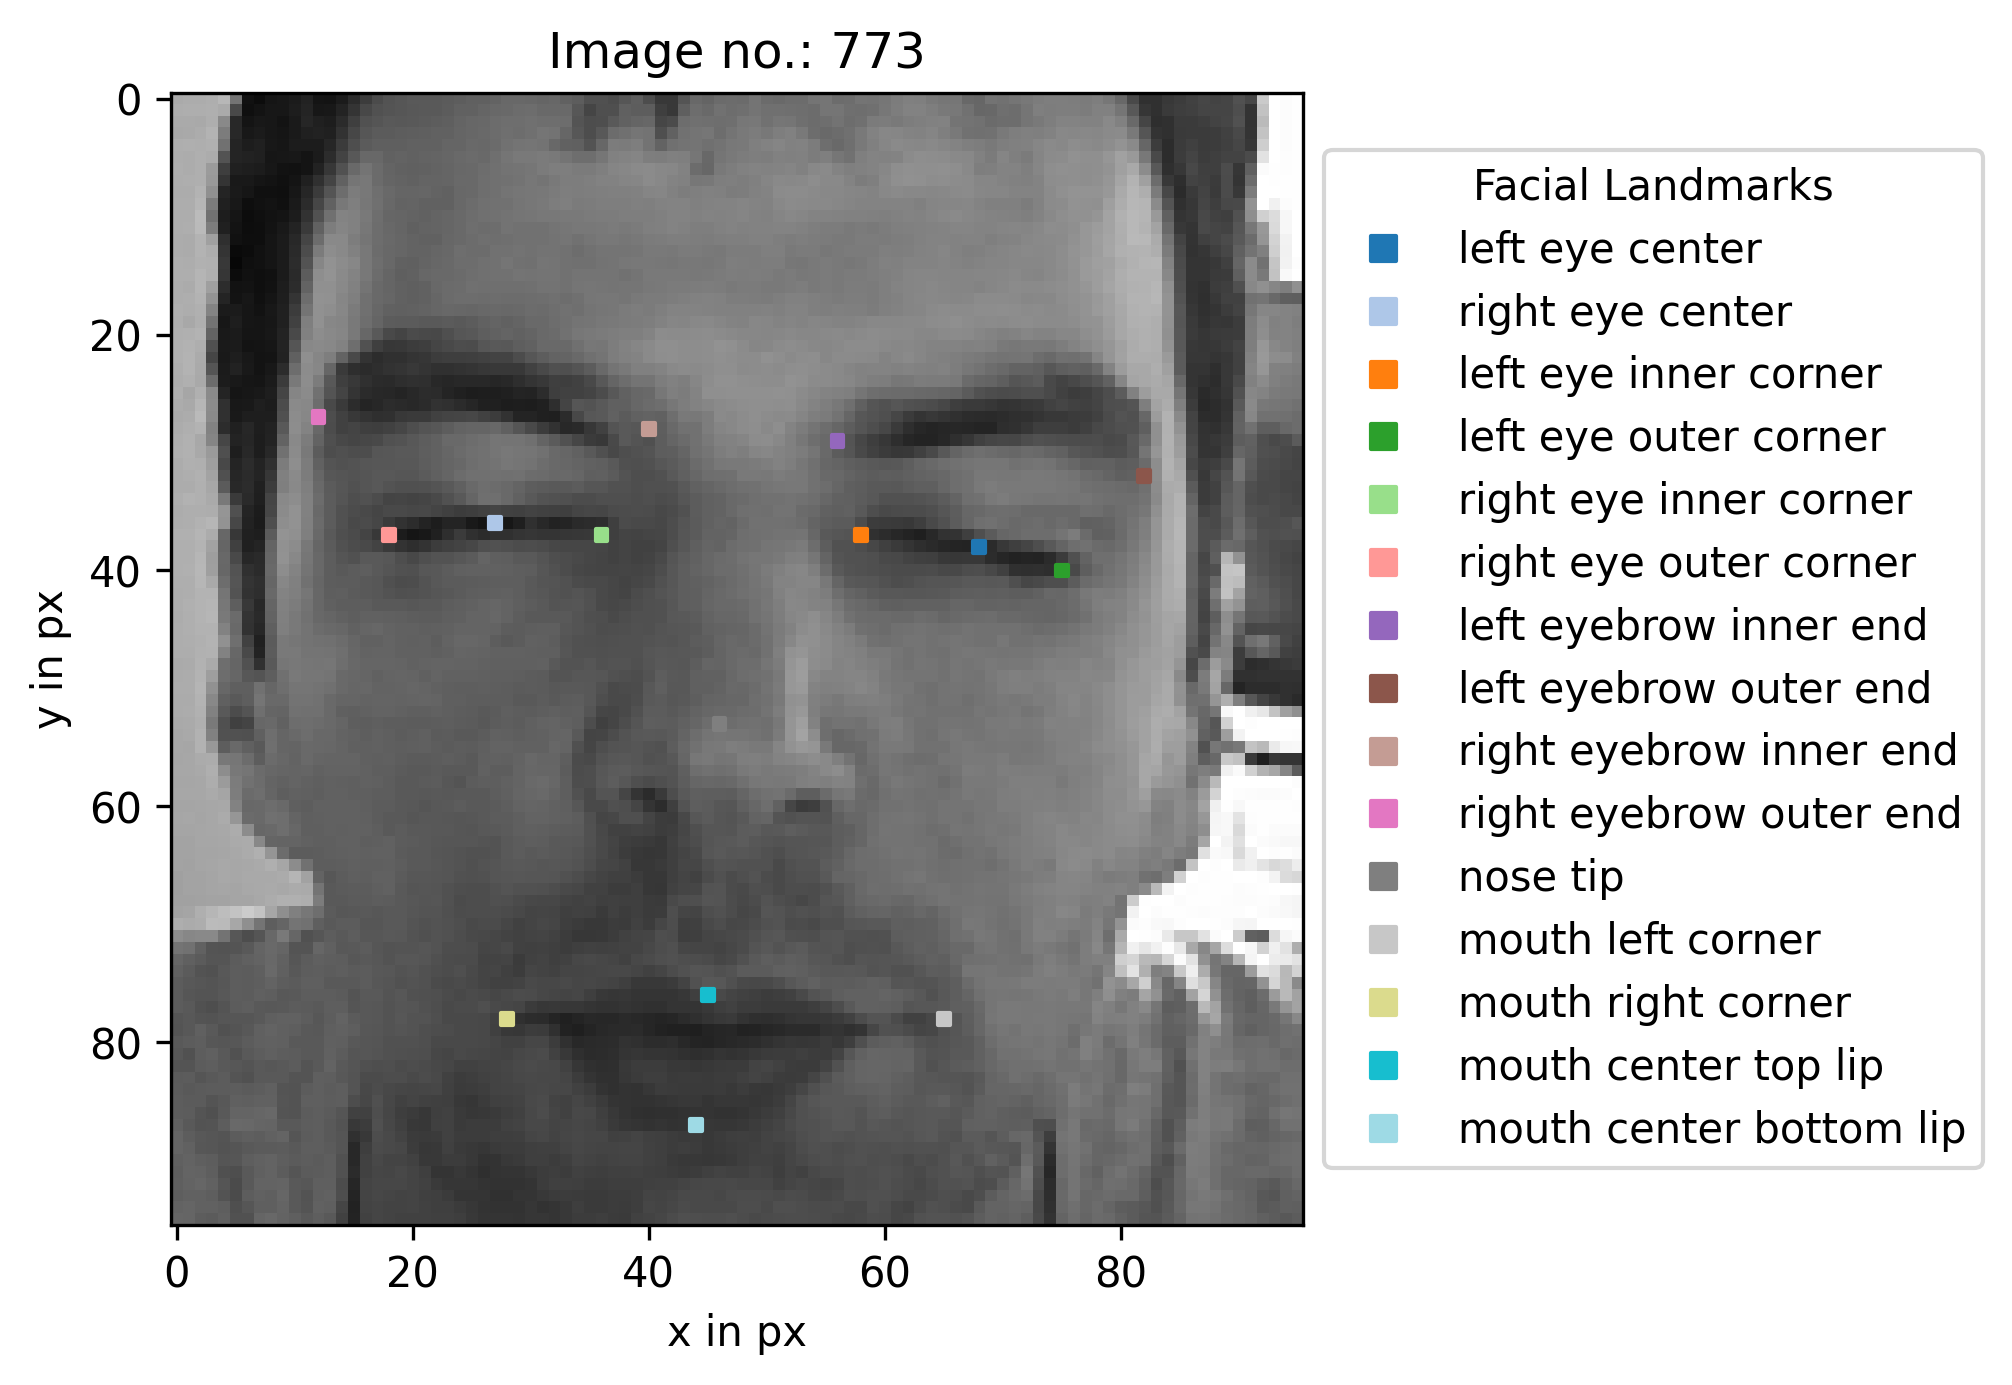 Image no.: 773
0
20
40
60
80
y in px
0 20 40 60 80
x in px
Facial Landmarks
left eye center
right eye center
left eye inner corner
left eye outer corner
right eye inner corner
right eye outer corner
left eyebrow inner end
left eyebrow outer end
right eyebrow inner end
right eyebrow outer end
nose tip
mouth left corner
mouth right corner
mouth center top lip
mouth center bottom lip